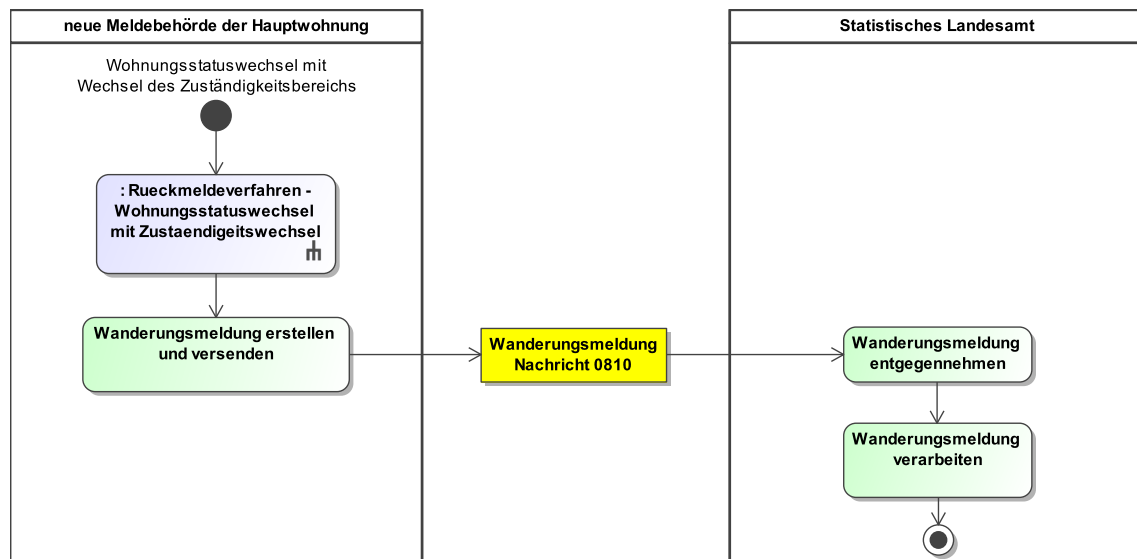 neue Meldebehörde der Hauptwohnung
Statistisches Landesamt
Wohnungsstatuswechsel mit
Wechsel des Zuständigkeitsbereichs
: Rueckmeldeverfahren -
Wohnungsstatuswechsel
mit Zustaendigeitswechsel
Wanderungsmeldung erstellen
und versenden
Wanderungsmeldung
Nachricht 0810
Wanderungsmeldung
entgegennehmen
Wanderungsmeldung
verarbeiten